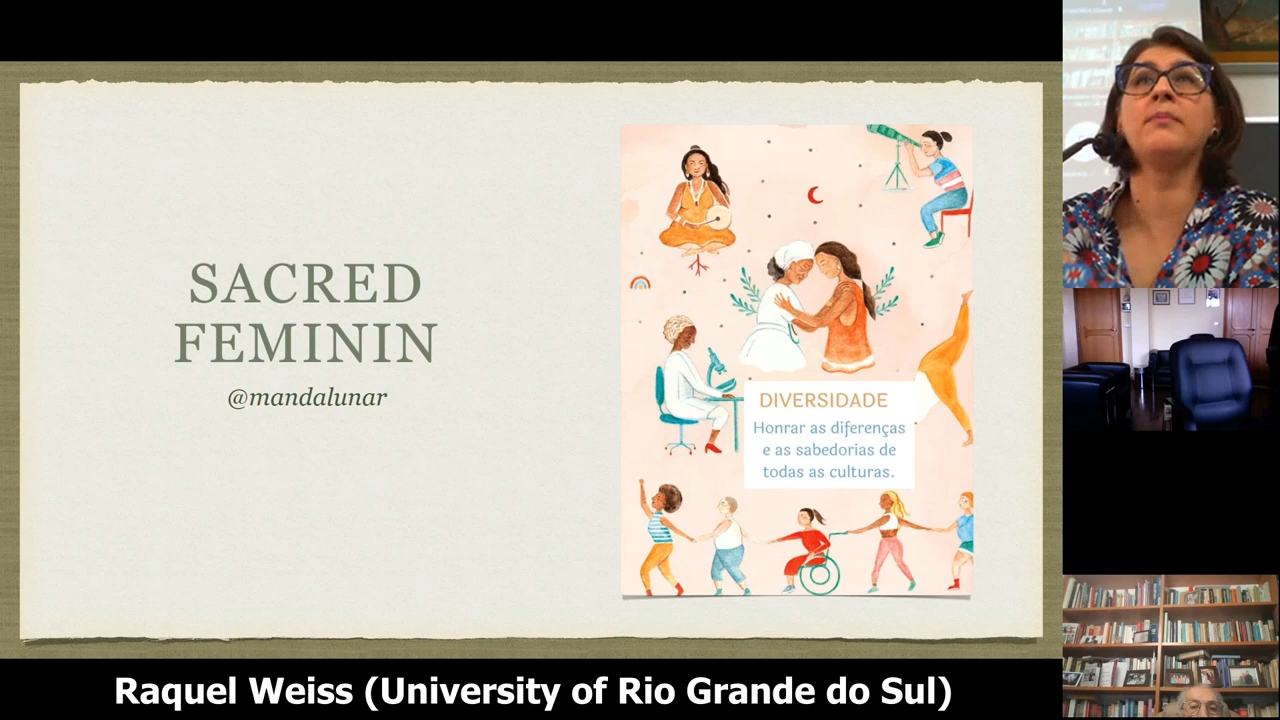 SACRED
FEMININ
@mandalunar
DIVERSIDADE
Honrar as diferenças
e as sabedorias de
todas as culturas.
Raquel Weiss (University of Rio Grande do Sul)